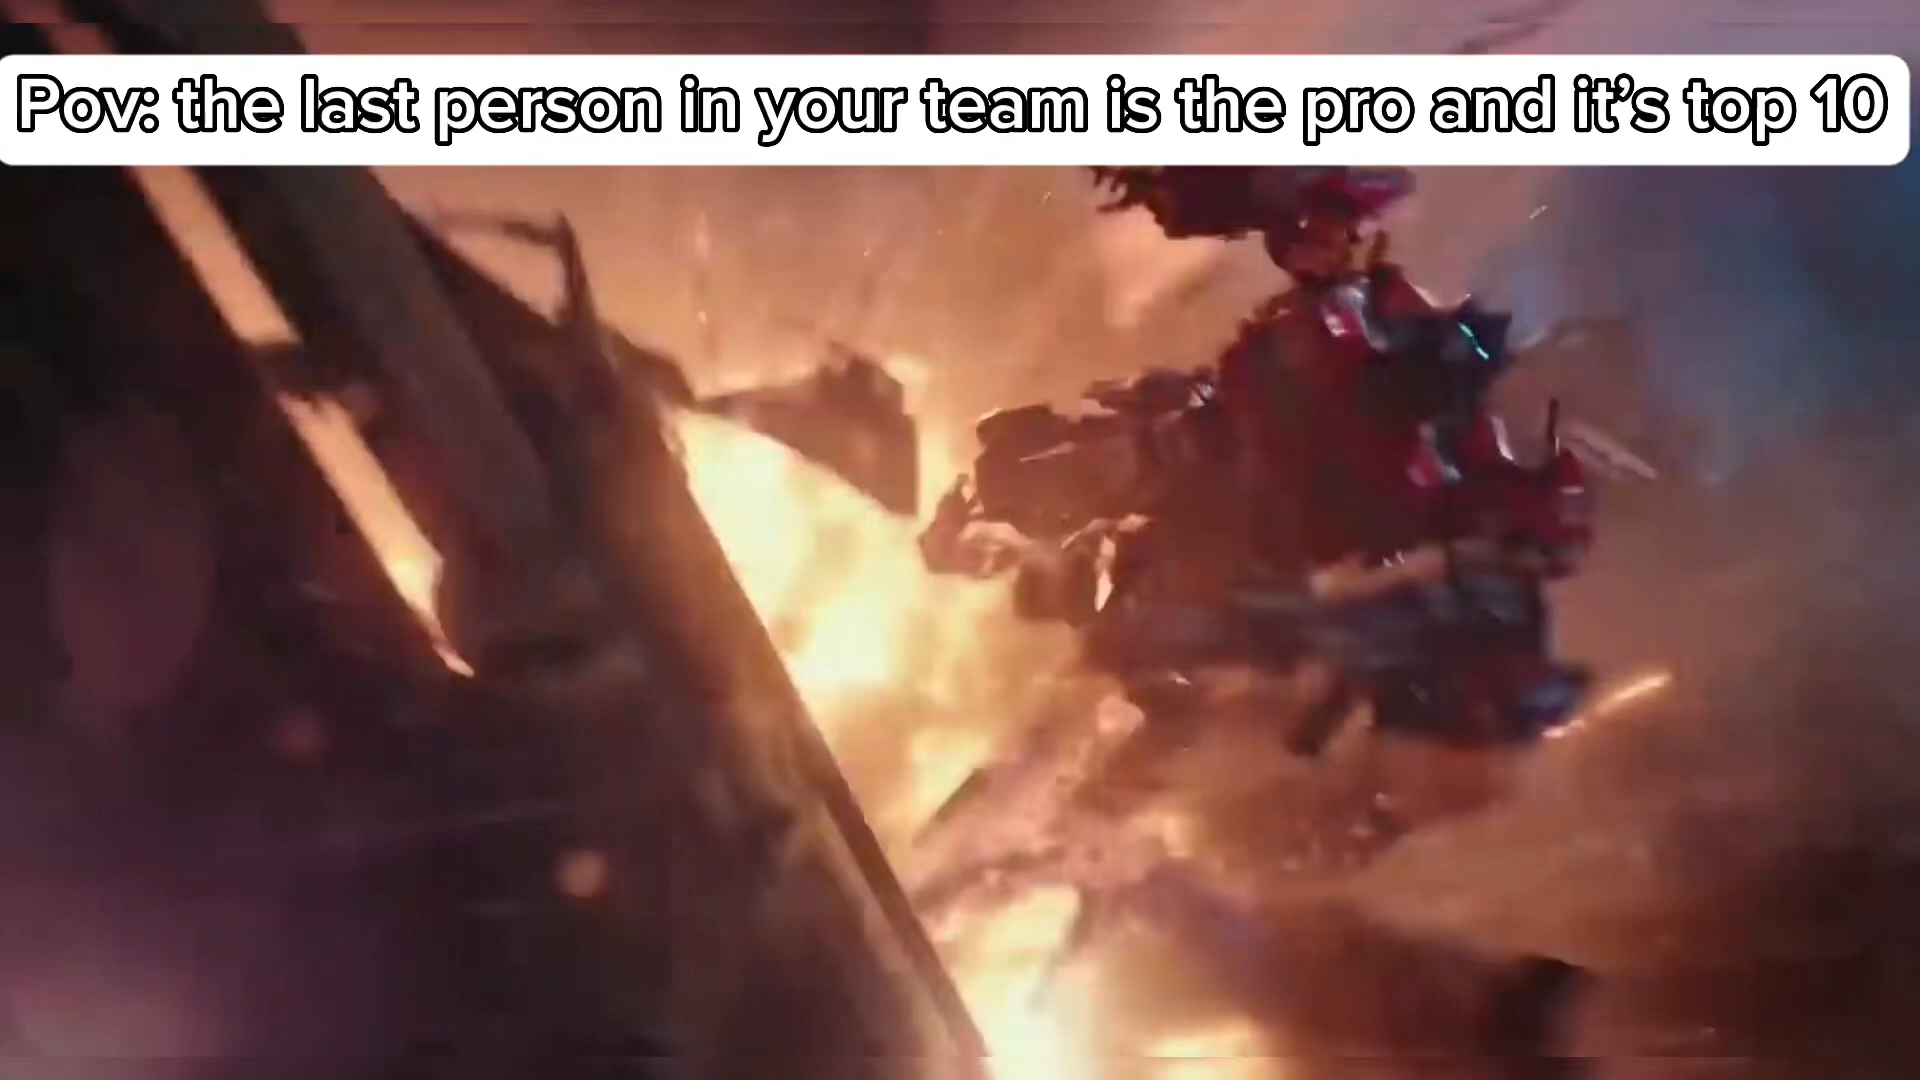 Pov: the last person in your team is the pro and it’s top 10